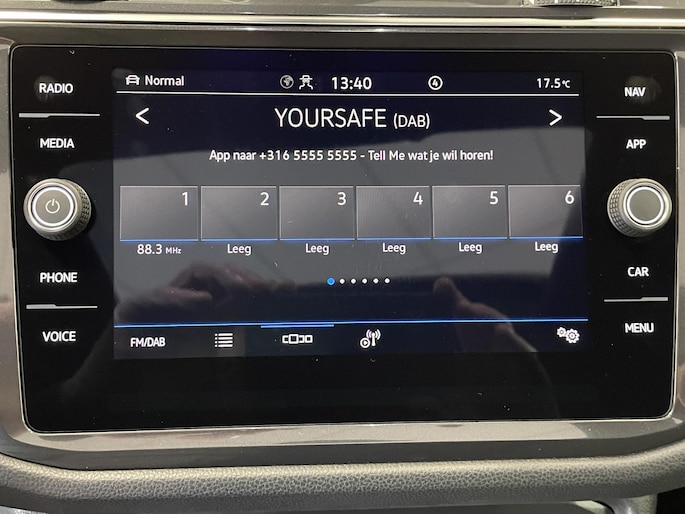 RADIO
MEDIA
PHONE
VOICE
Normal
13:40
4
17.5°C
< YOURSAFE (DAB) >
App naar +316 5555 5555 - Tell Me wat je wil horen!
1 2 3 4 5 6
88.3 MHz Leeg Leeg Leeg Leeg Leeg
FM/DAB
NAV
APP
CAR
MENU